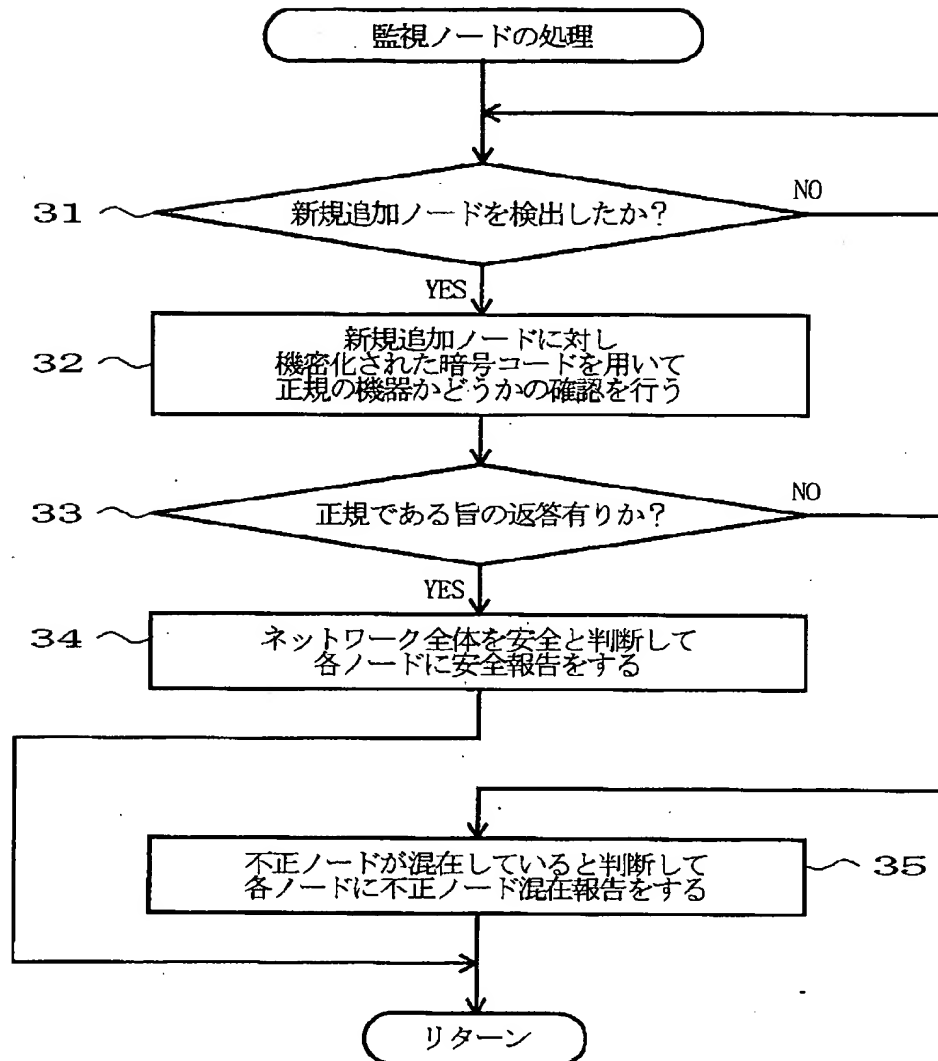 監視ノードの処理
31
新規追加ノードを検出したか?
NO
YES
32
新規追加ノードに対し
機密化された暗号コードを用いて
正規の機器かどうかの確認を行う
33
正規である旨の返答有りか?
NO
YES
34
ネットワーク全体を安全と判断して
各ノードに安全報告をする
不正ノードが混在していると判断して
各ノードに不正ノード混在報告をする
35
リターン